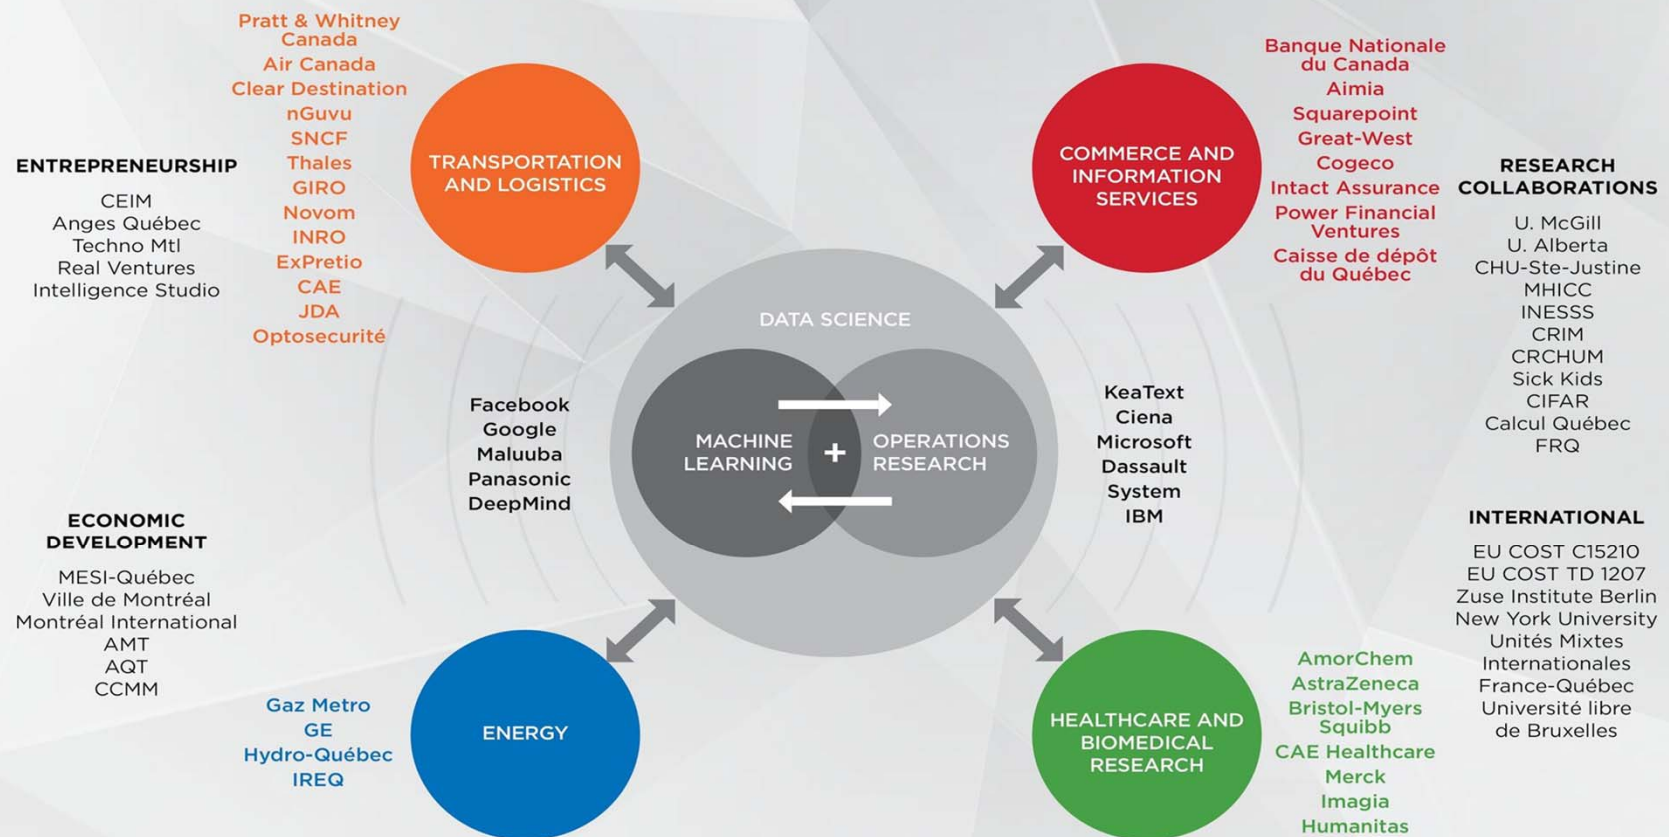 Pratt & Whitney
Canada
Air Canada
Clear Destination
nGuvu
SNCF
Thales
GIRO
Novom
INRO
ExPretio
CAE
JDA
Optosecurité
TRANSPORTATION
AND LOGISTICS
COMMERCE AND
INFORMATION
SERVICES
Banque Nationale
du Canada
Aimia
Squarepoint
Great-West
Cogeco
Intact Assurance
Power Financial
Ventures
Caisse de dépôt
du Québec
ENTREPRENEURSHIP
CEIM
Anges Québec
Techno Mtl
Real Ventures
Intelligence Studio
RESEARCH
COLLABORATIONS
U. McGill
U. Alberta
CHU-Ste-Justine
MHICC
INESSS
CRIM
CRCHUM
Sick Kids
CIFAR
Calcul Québec
FRQ
DATA SCIENCE
MACHINE
LEARNING
+
OPERATIONS
RESEARCH
Facebook
Google
Maluuba
Panasonic
DeepMind
KeaText
Ciena
Microsoft
Dassault
System
IBM
ECONOMIC
DEVELOPMENT
MESI-Québec
Ville de Montréal
Montréal International
AMT
AQT
CCMM
INTERNATIONAL
EU COST C15210
EU COST TD 1207
Zuse Institute Berlin
New York University
Unités Mixtes
Internationales
France-Québec
Université libre
de Bruxelles
Gaz Metro
GE
Hydro-Québec
IREQ
ENERGY
HEALTHCARE AND
BIOMEDICAL
RESEARCH
AmorChem
AstraZeneca
Bristol-Myers
Squibb
CAE Healthcare
Merck
Imagia
Humanitas